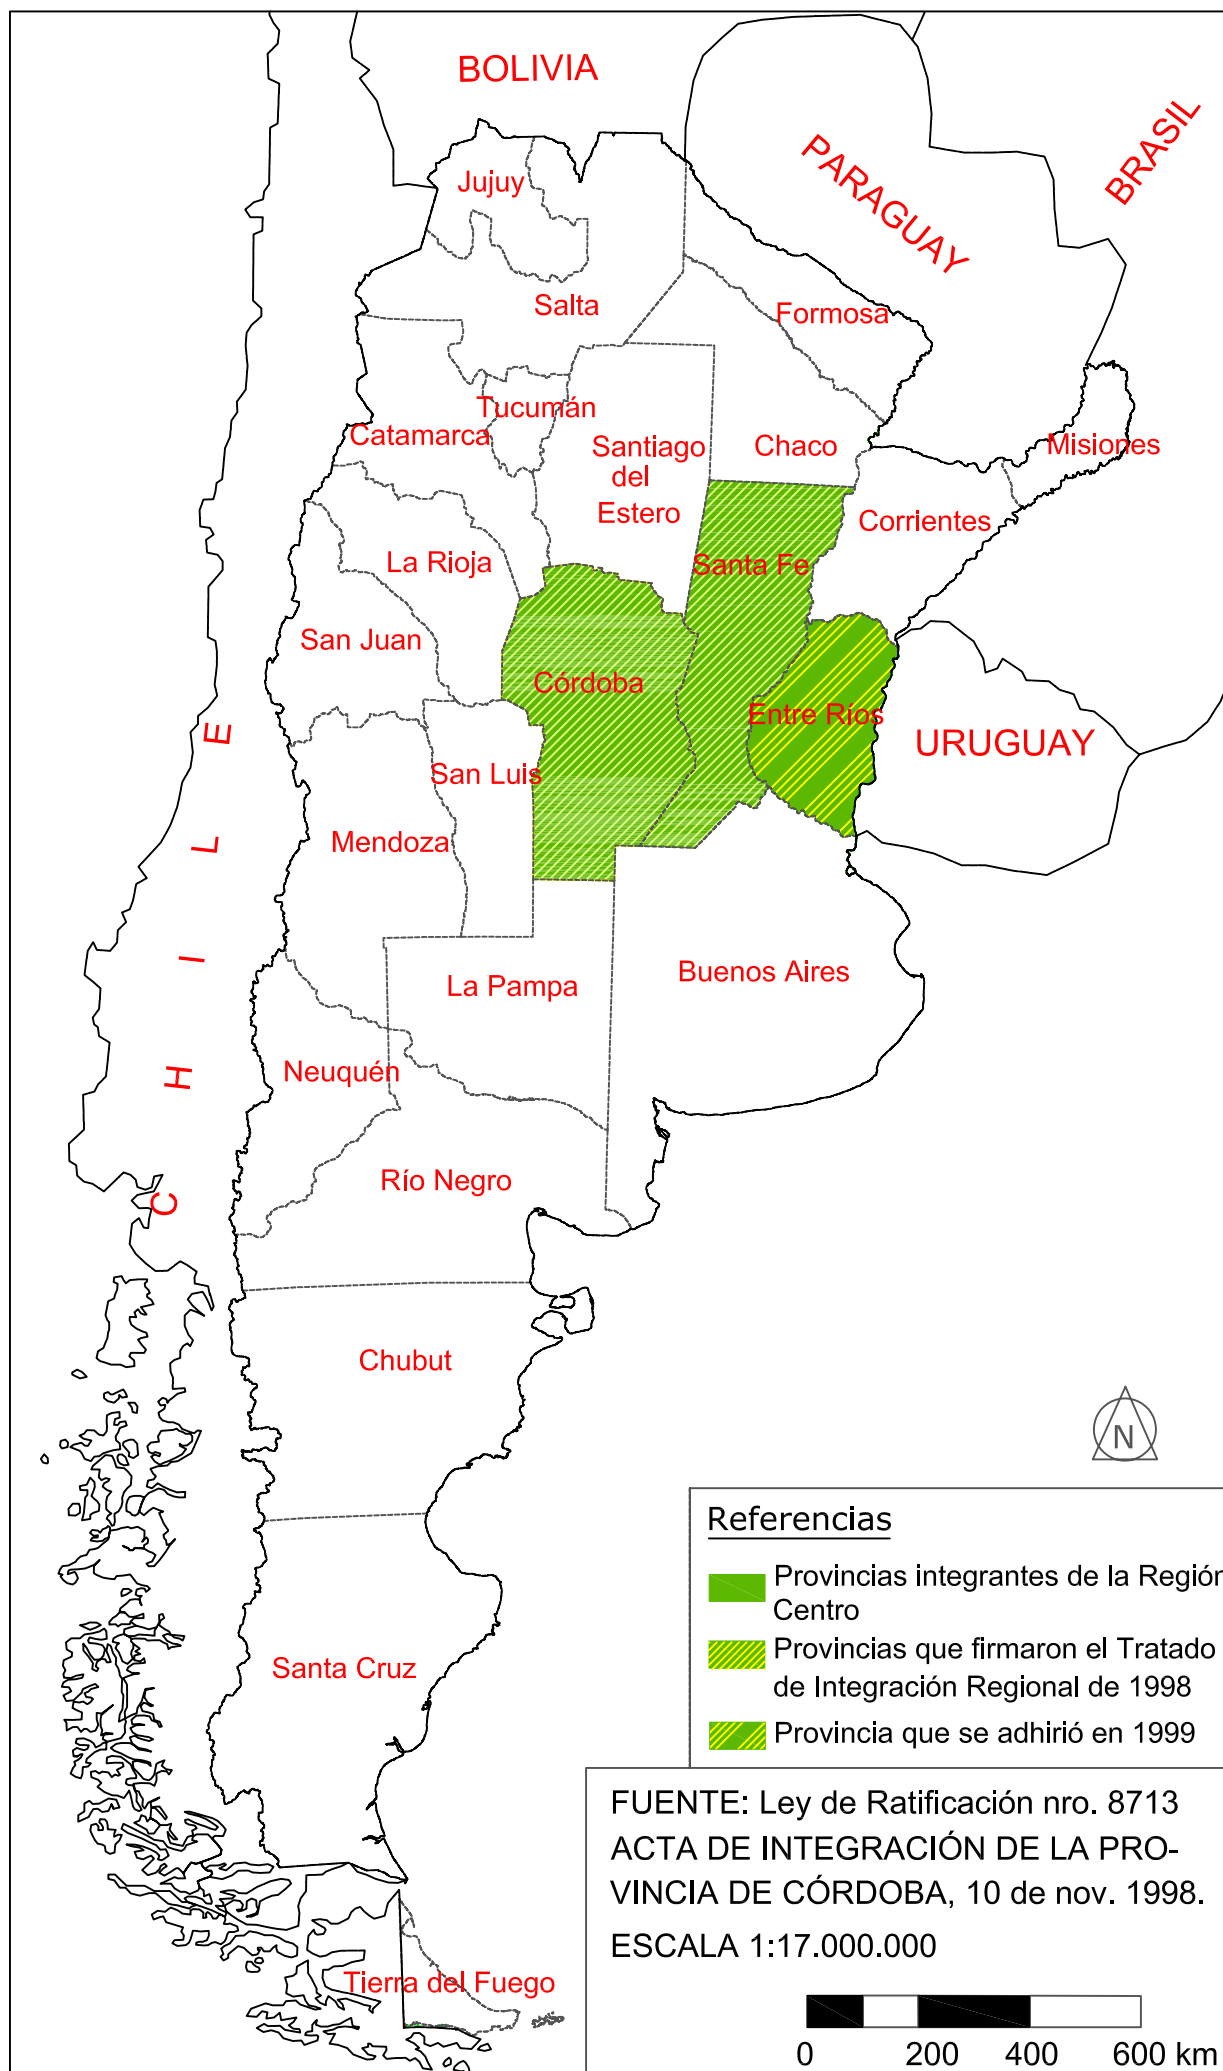 BOLIVIA
PARAGUAY
BRASIL
Jujuy
Salta
Formosa
Tucumán
Catamarca
Santiago
del
Estero
Chaco
Misiones
Corrientes
La Rioja
Santa Fe
San Juan
Córdoba
Entre Ríos
URUGUAY
San Luis
Mendoza
CHILE
La Pampa
Buenos Aires
Neuquén
Río Negro
Chubut
N
Santa Cruz
Tierra del Fuego
Referencias
Provincias integrantes de la Región
Centro
Provincias que firmaron el Tratado
de Integración Regional de 1998
Provincia que se adhirió en 1999
FUENTE: Ley de Ratificación nro. 8713
ACTA DE INTEGRACIÓN DE LA PRO-
VINCIA DE CÓRDOBA, 10 de nov. 1998.
ESCALA 1:17.000.000
0 200 400 600 km